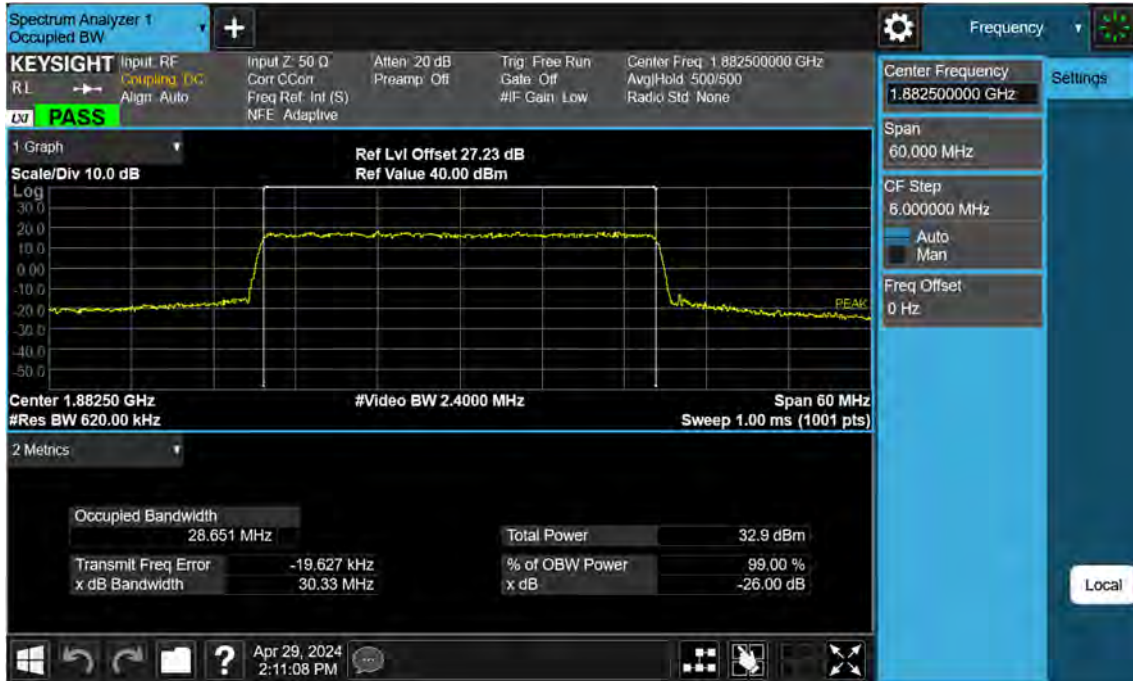 Spectrum Analyzer 1
Occupied BW
+
Frequency
KEYSIGHT
RL
LXI PASS
Input: RF
Coupling: DC
Align: Auto
Input Z: 50 Ω
Corr CCorr
Freq Ref: Int (S)
NFE: Adaptive
Atten: 20 dB
Preamp: Off
Trig: Free Run
Gate: Off
#IF Gain: Low
Center Freq: 1.882500000 GHz
Avg|Hold: 500/500
Radio Std: None
1 Graph
Scale/Div 10.0 dB
Ref Lvl Offset 27.23 dB
Ref Value 40.00 dBm
Log
30.0
20.0
10.0
0.00
-10.0
-20.0
-30.0
-40.0
-50.0
PEAK
Center 1.88250 GHz
#Video BW 2.4000 MHz
Span 60 MHz
#Res BW 620.00 kHz
Sweep 1.00 ms (1001 pts)
2 Metrics
Occupied Bandwidth
28.651 MHz
Total Power 32.9 dBm
Transmit Freq Error -19.627 kHz
% of OBW Power 99.00 %
x dB Bandwidth 30.33 MHz
x dB -26.00 dB
?
Apr 29, 2024
2:11:08 PM
Center Frequency
1.882500000 GHz
Settings
Span
60.000 MHz
CF Step
6.000000 MHz
Auto
Man
Freq Offset
0 Hz
Local